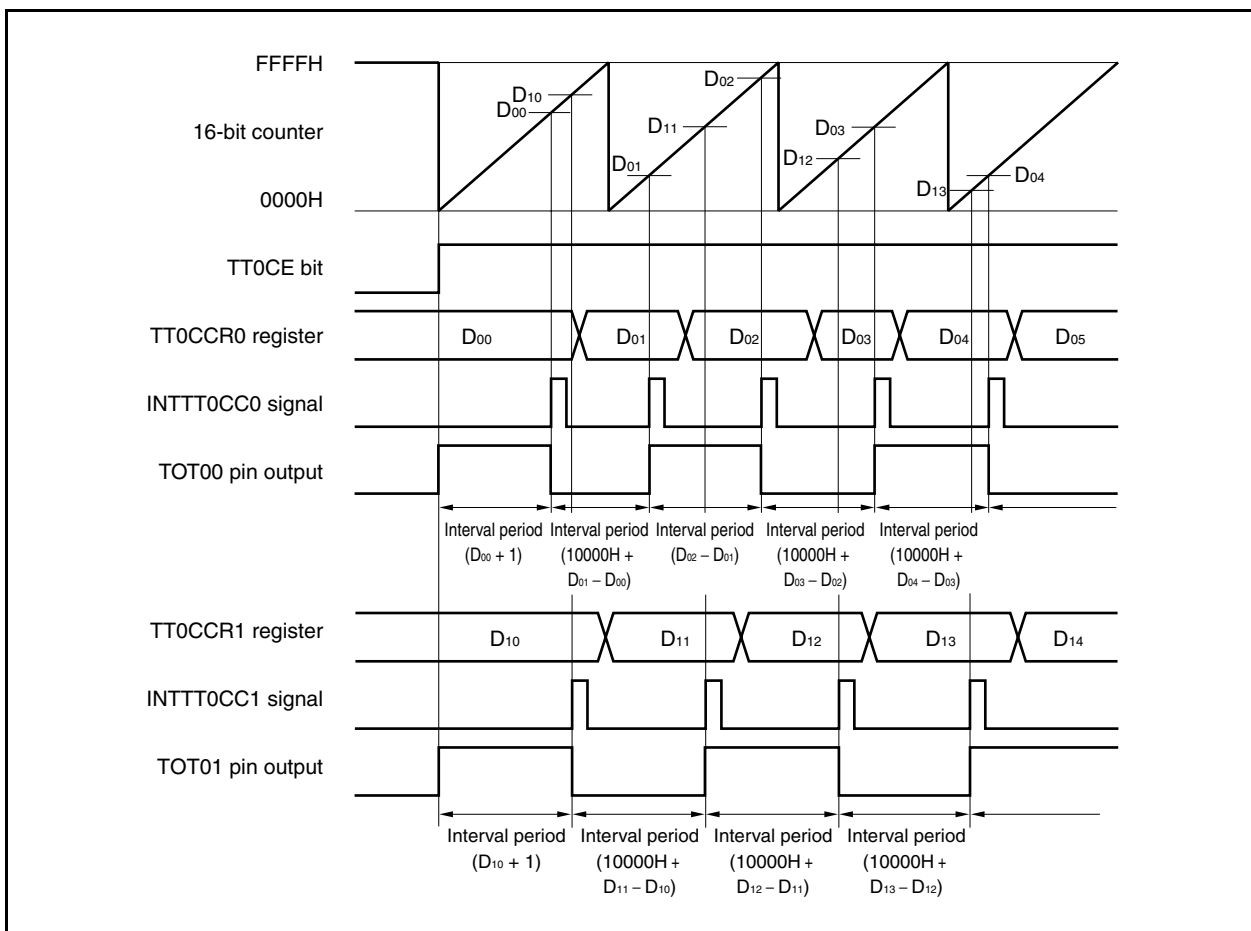 FFFFH
D10
D00
D02
16-bit counter
D11
D03
D01
D12
0000H
D13
D04
TT0CE bit
TT0CCR0 register
D00
D01
D02
D03
D04
D05
INTTT0CC0 signal
TOT00 pin output
Interval period
(D00 + 1)
Interval period
(10000H +
D01 – D00)
Interval period
(D02 – D01)
Interval period
(10000H +
D03 – D02)
Interval period
(10000H +
D04 – D03)
TT0CCR1 register
D10
D11
D12
D13
D14
INTTT0CC1 signal
TOT01 pin output
Interval period
(D10 + 1)
Interval period
(10000H +
D11 – D10)
Interval period
(10000H +
D12 – D11)
Interval period
(10000H +
D13 – D12)